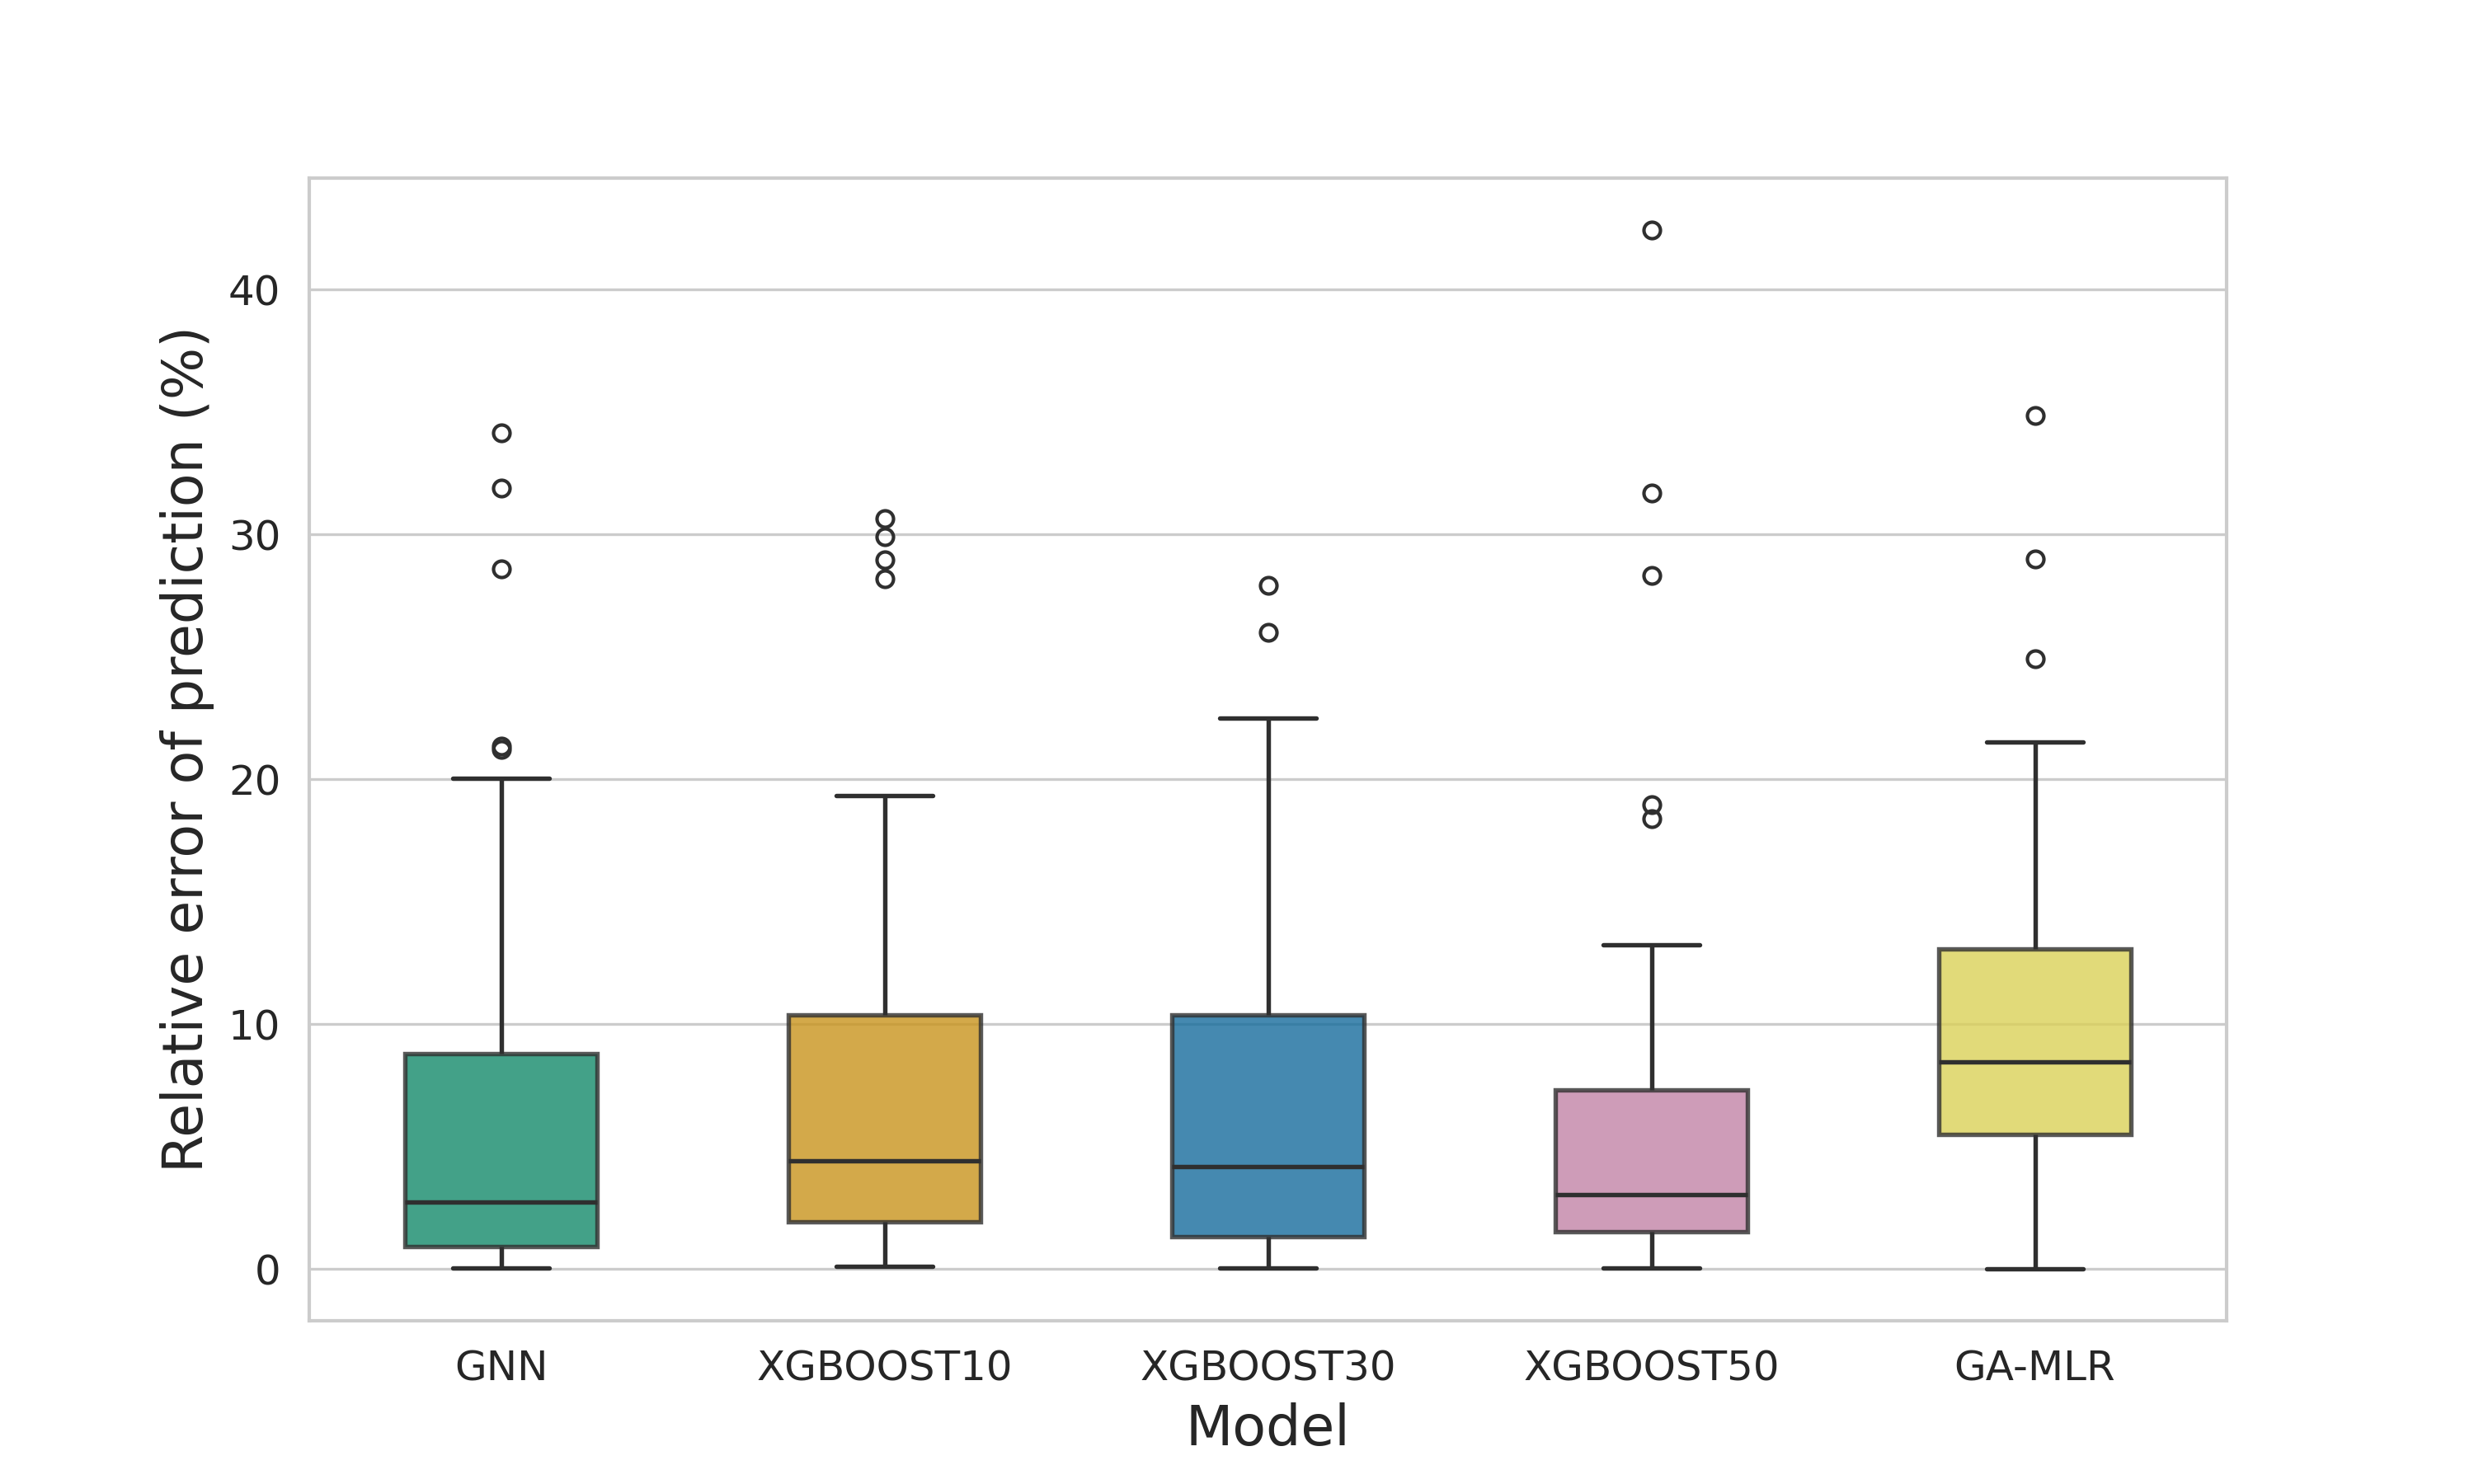 Relative error of prediction (%)
40
30
20
10
0
GNN XGBOOST10 XGBOOST30 XGBOOST50 GA-MLR
Model